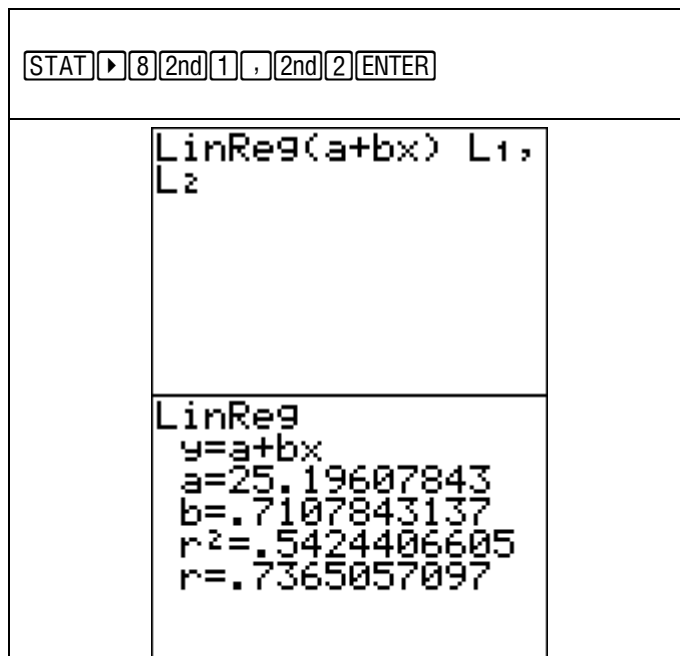 STAT ▸ 8 2nd 1 , 2nd 2 ENTER
LinReg(a+bx) L₁,
L₂
LinReg
y=a+bx
a=25.19607843
b=.7107843137
r²=.5424406605
r=.7365057097